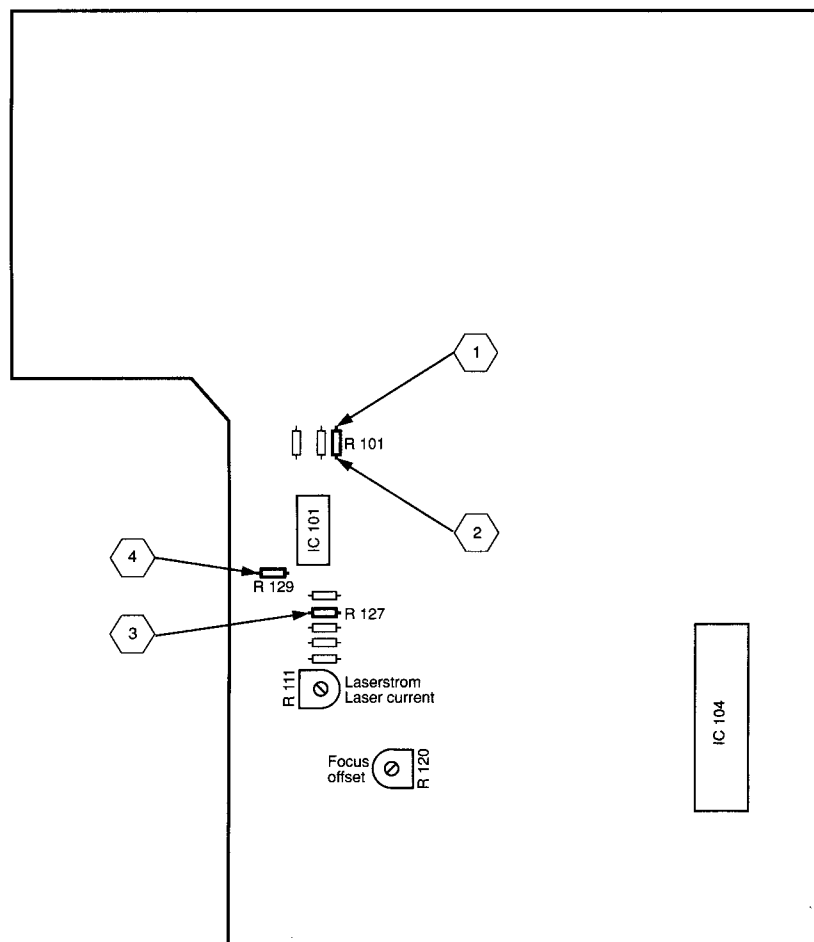 1
R 101
2
IC 101
4
R 129
R 127
3
R 111
Laserstrom
Laser current
Focus
offset
R 120
IC 104